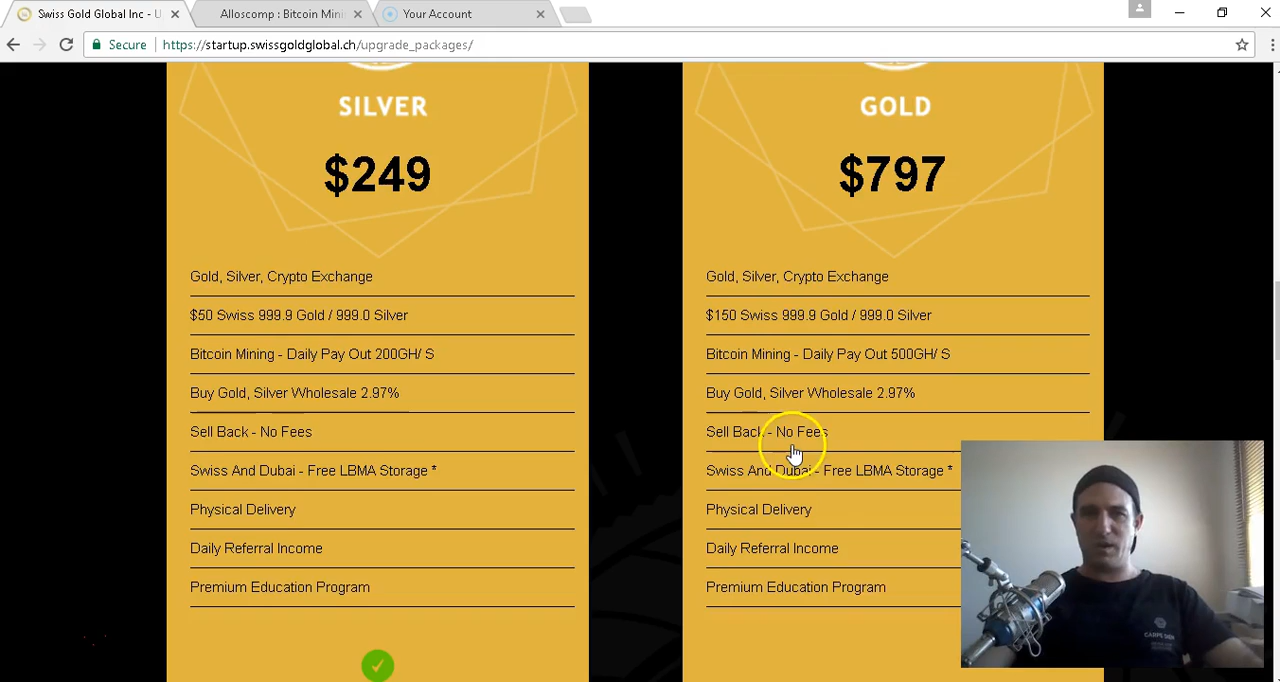 Swiss Gold Global Inc - U
Alloscomp : Bitcoin Mini
Your Account
Secure
https://startup.swissgoldglobal.ch/upgrade_packages/
SILVER
$249
Gold, Silver, Crypto Exchange
$50 Swiss 999.9 Gold / 999.0 Silver
Bitcoin Mining - Daily Pay Out 200GH/ S
Buy Gold, Silver Wholesale 2.97%
Sell Back - No Fees
Swiss And Dubai - Free LBMA Storage *
Physical Delivery
Daily Referral Income
Premium Education Program
GOLD
$797
Gold, Silver, Crypto Exchange
$150 Swiss 999.9 Gold / 999.0 Silver
Bitcoin Mining - Daily Pay Out 500GH/ S
Buy Gold, Silver Wholesale 2.97%
Sell Back - No Fees
Swiss And Dubai - Free LBMA Storage *
Physical Delivery
Daily Referral Income
Premium Education Program